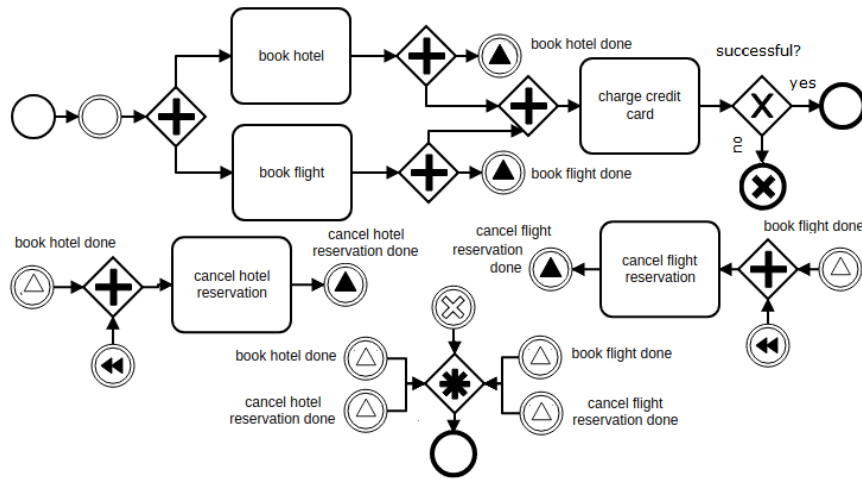 book hotel
book hotel done
successful?
yes
charge credit
card
no
book flight
book flight done
book hotel done
cancel hotel
reservation
cancel hotel
reservation done
cancel flight
reservation
done
cancel flight
reservation
book flight done
book hotel done
cancel hotel
reservation done
book flight done
cancel flight
reservation done